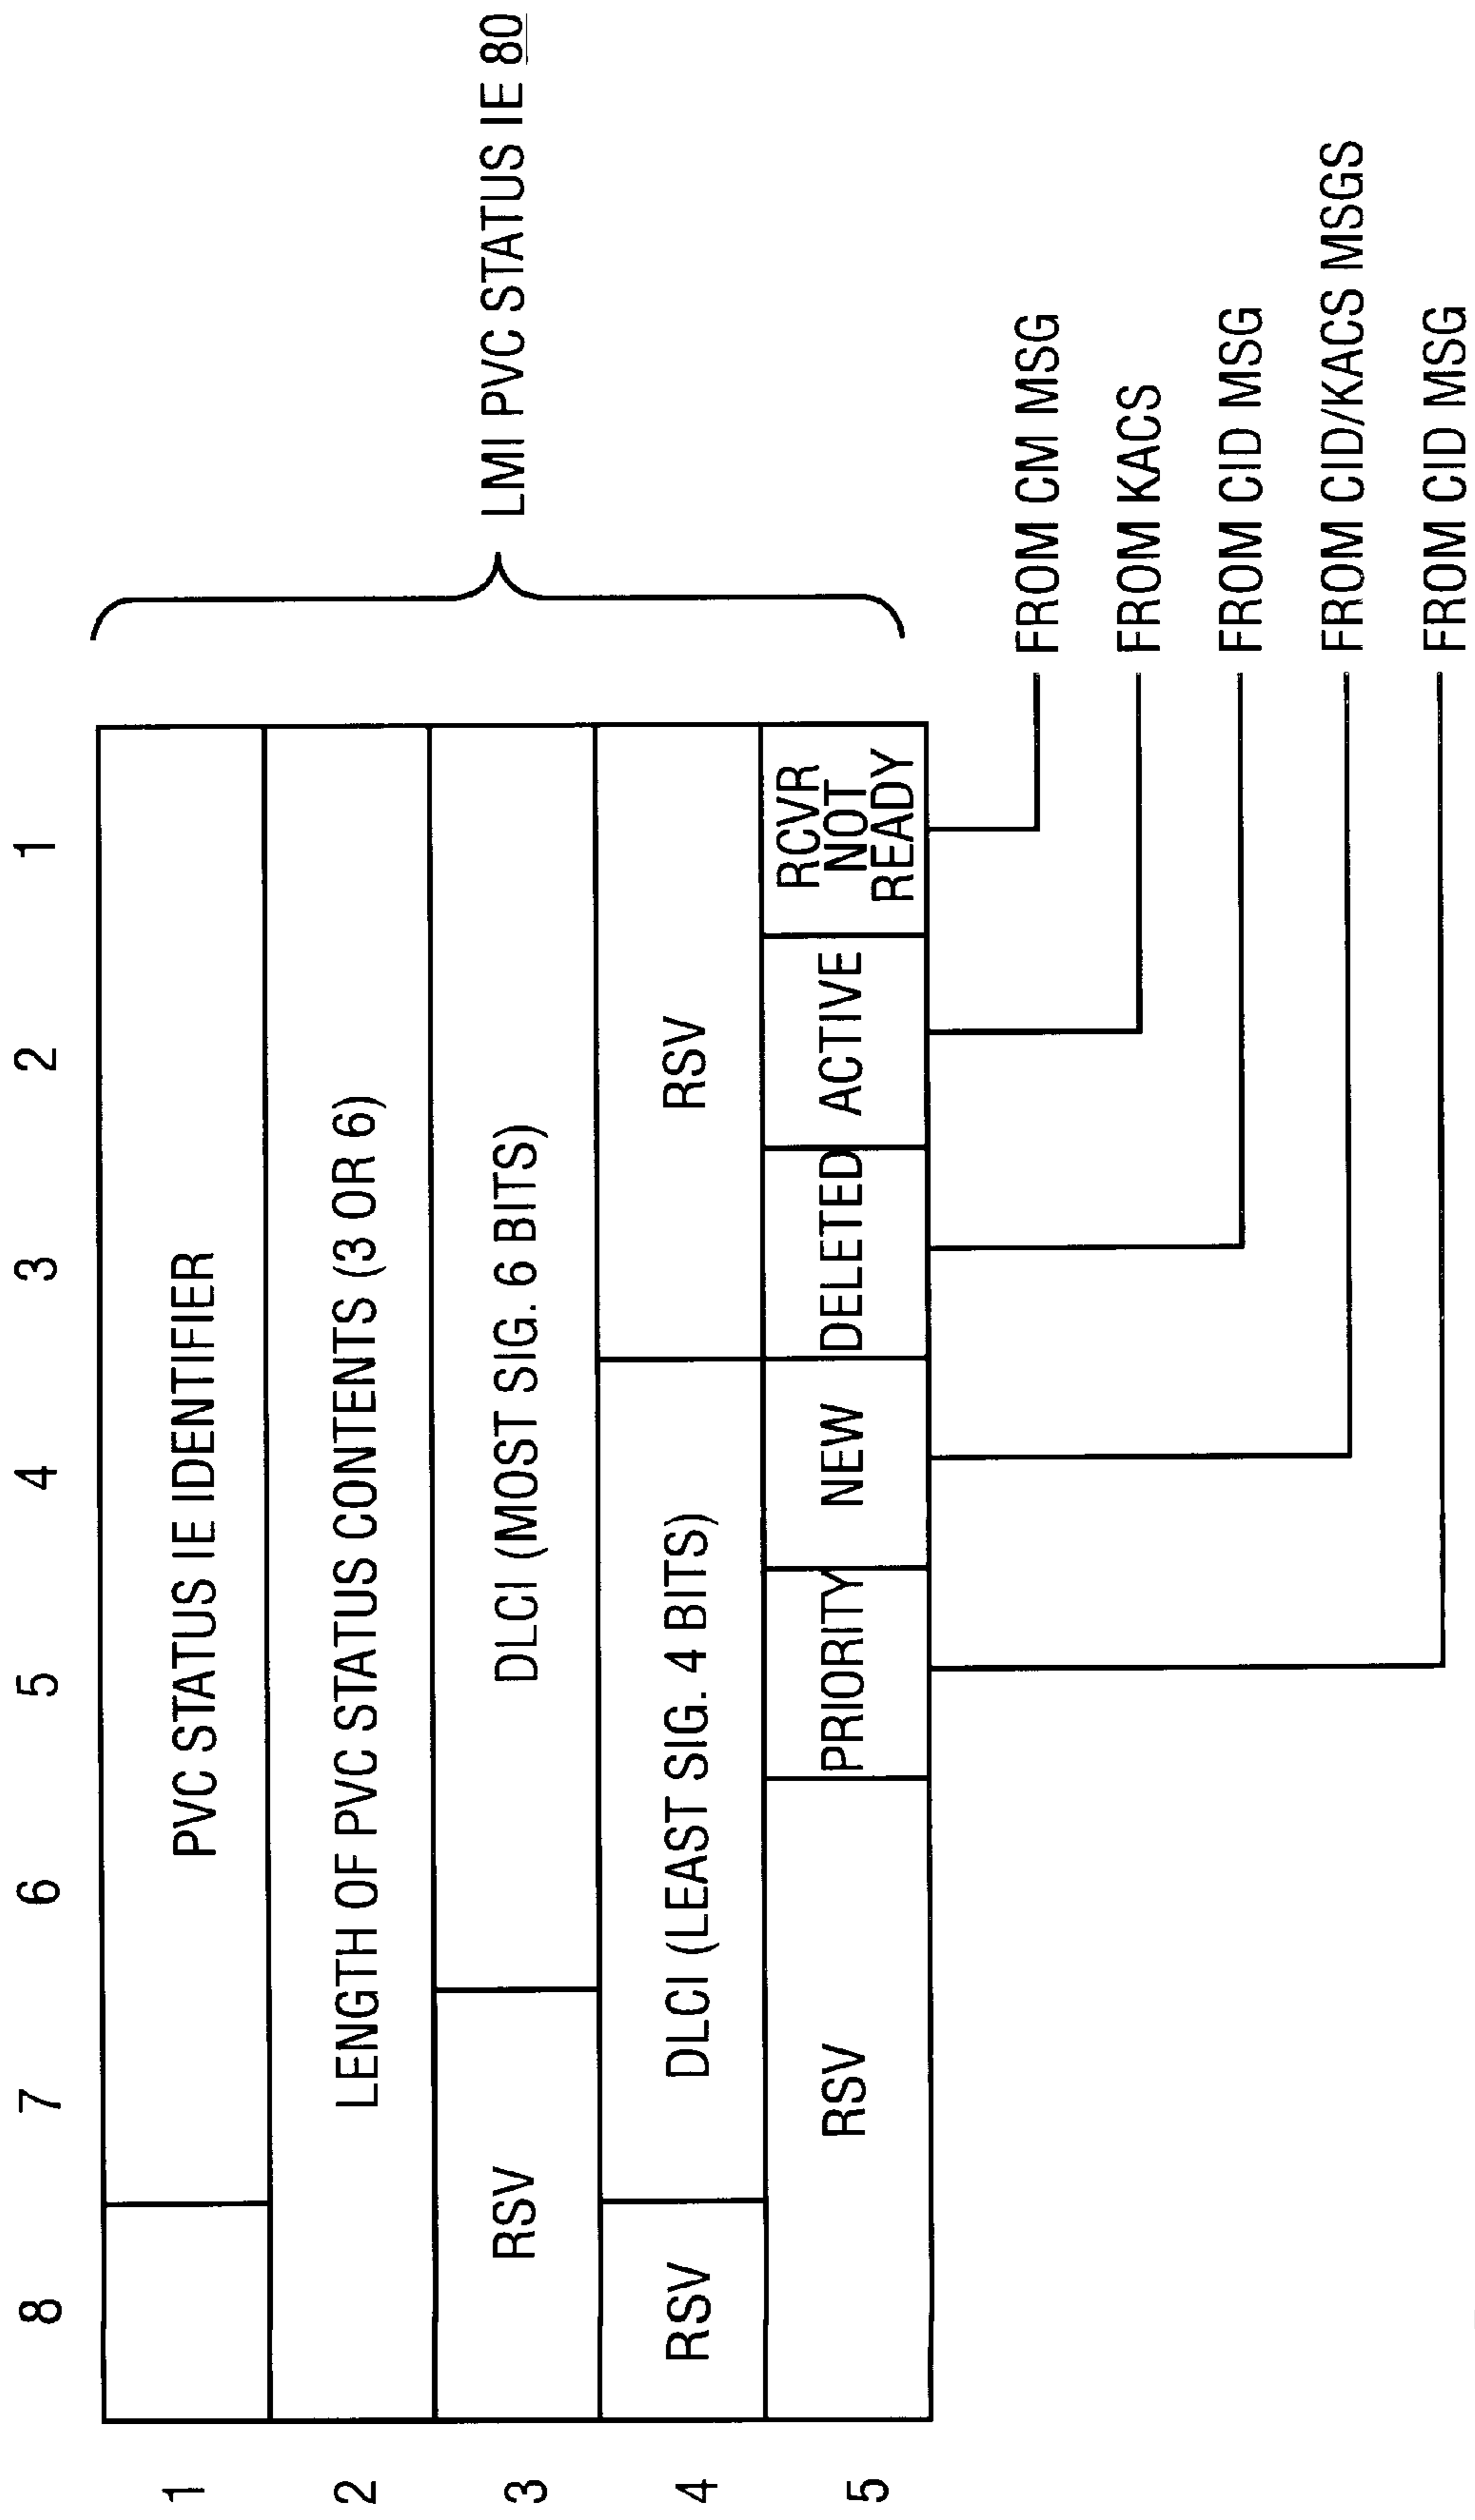 8 7 6 5 4 3 2 1
1 PVC STATUS IE IDENTIFIER
2 LENGTH OF PVC STATUS CONTENTS (3 OR 6)
3 RSV DLCI (MOST SIG. 6 BITS)
4 RSV DLCI (LEAST SIG. 4 BITS) RSV
5 RSV PRIORITY NEW DELETED ACTIVE RCVR
NOT
READY
LMI PVC STATUS IE 80
FROM CM MSG
FROM KACS
FROM CID MSG
FROM CID/KACS MSGS
FROM CID MSG